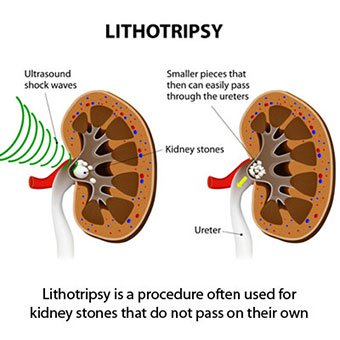 LITHOTRIPSY
Ultrasound
shock waves
Smaller pieces that
then can easily pass
through the ureters
Kidney stones
Ureter
Lithotripsy is a procedure often used for
kidney stones that do not pass on their own